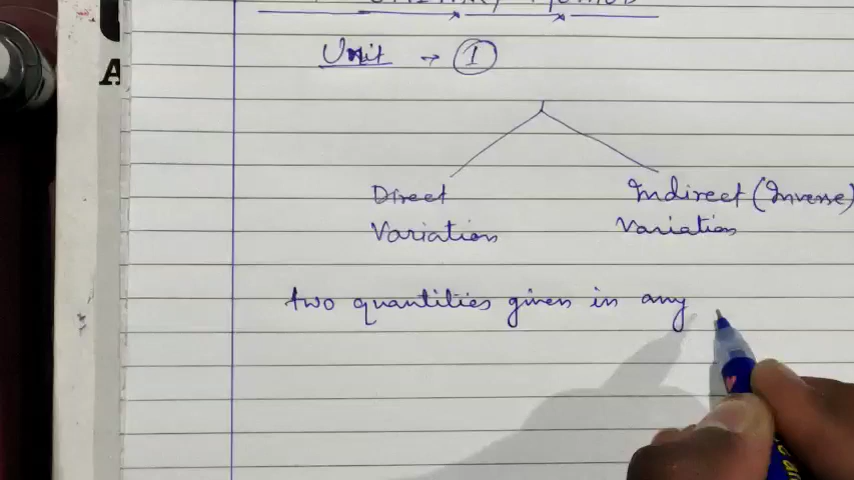 Unit → 1
Direct Indirect (Inverse)
Variation Variation
two quantities given in any